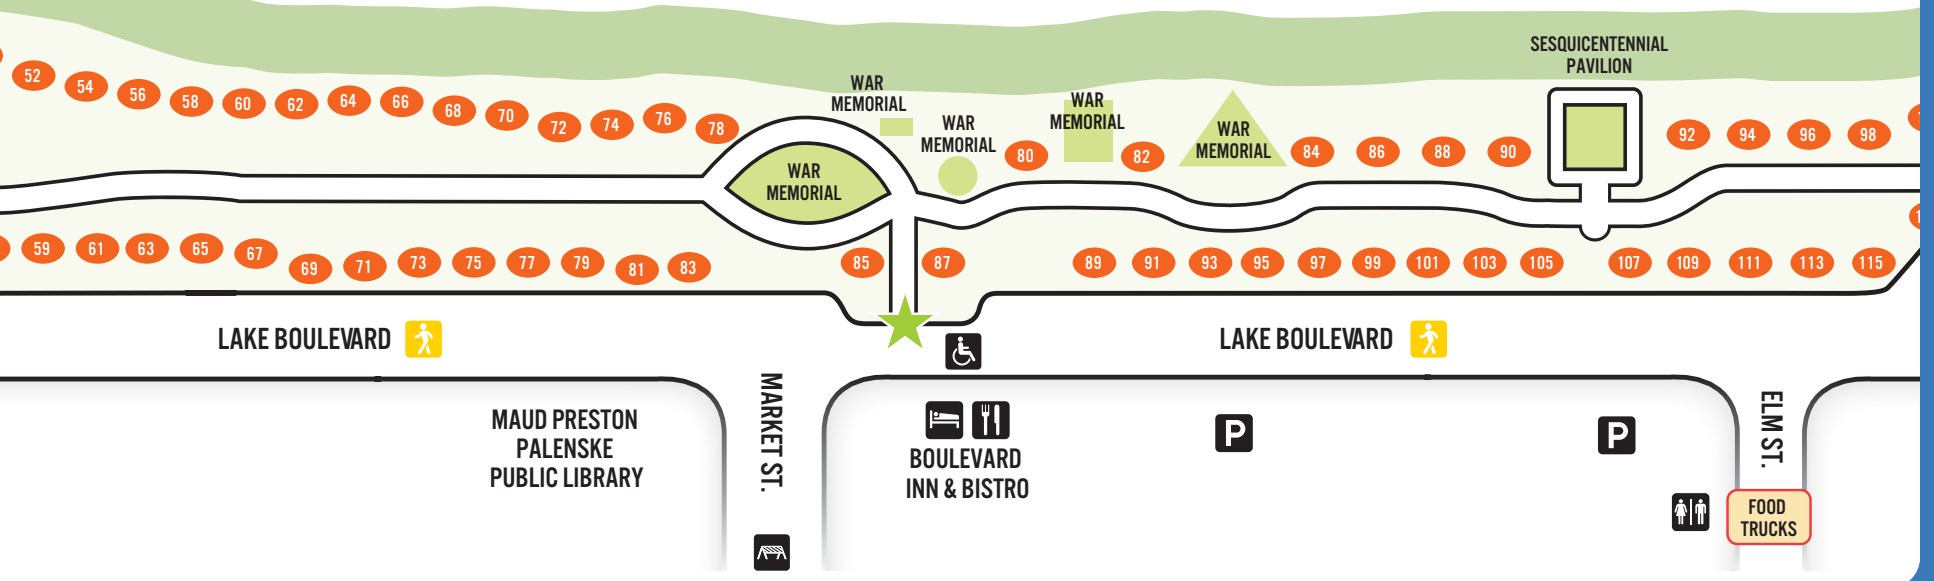 SESQUICENTENNIAL
PAVILION
52
54
56
58
60
62
64
66
68
70
72
74
76
78
WAR
MEMORIAL
WAR
MEMORIAL
80
WAR
MEMORIAL
82
WAR
MEMORIAL
84
86
88
90
92
94
96
98
WAR
MEMORIAL
59
61
63
65
67
69
71
73
75
77
79
81
83
85
87
89
91
93
95
97
99
101
103
105
107
109
111
113
115
LAKE BOULEVARD
LAKE BOULEVARD
MARKET ST.
ELM ST.
MAUD PRESTON
PALENSKE
PUBLIC LIBRARY
BOULEVARD
INN & BISTRO
P
P
FOOD
TRUCKS